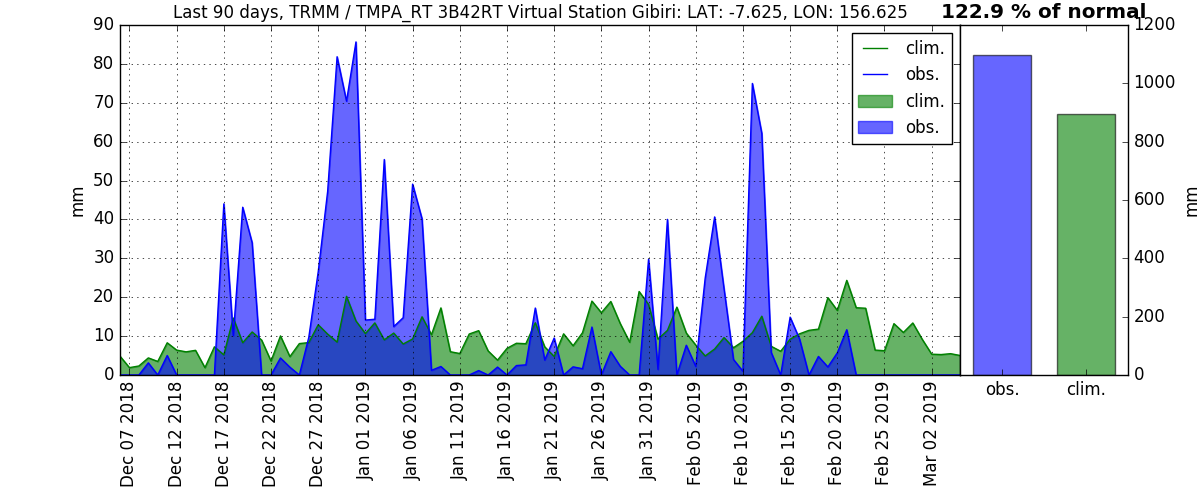 Last 90 days, TRMM / TMPA_RT 3B42RT Virtual Station Gibiri: LAT: -7.625, LON: 156.625
122.9 % of normal
90
80
70
60
50
40
30
20
10
0
mm
clim.
obs.
clim.
obs.
1200
1000
800
600
400
200
0
mm
Dec 07 2018
Dec 12 2018
Dec 17 2018
Dec 22 2018
Dec 27 2018
Jan 01 2019
Jan 06 2019
Jan 11 2019
Jan 16 2019
Jan 21 2019
Jan 26 2019
Jan 31 2019
Feb 05 2019
Feb 10 2019
Feb 15 2019
Feb 20 2019
Feb 25 2019
Mar 02 2019
obs.
clim.